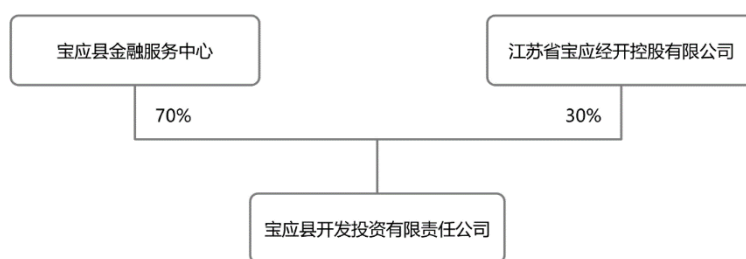 宝应县金融服务中心
江苏省宝应经开控股有限公司
70%
30%
宝应县开发投资有限责任公司